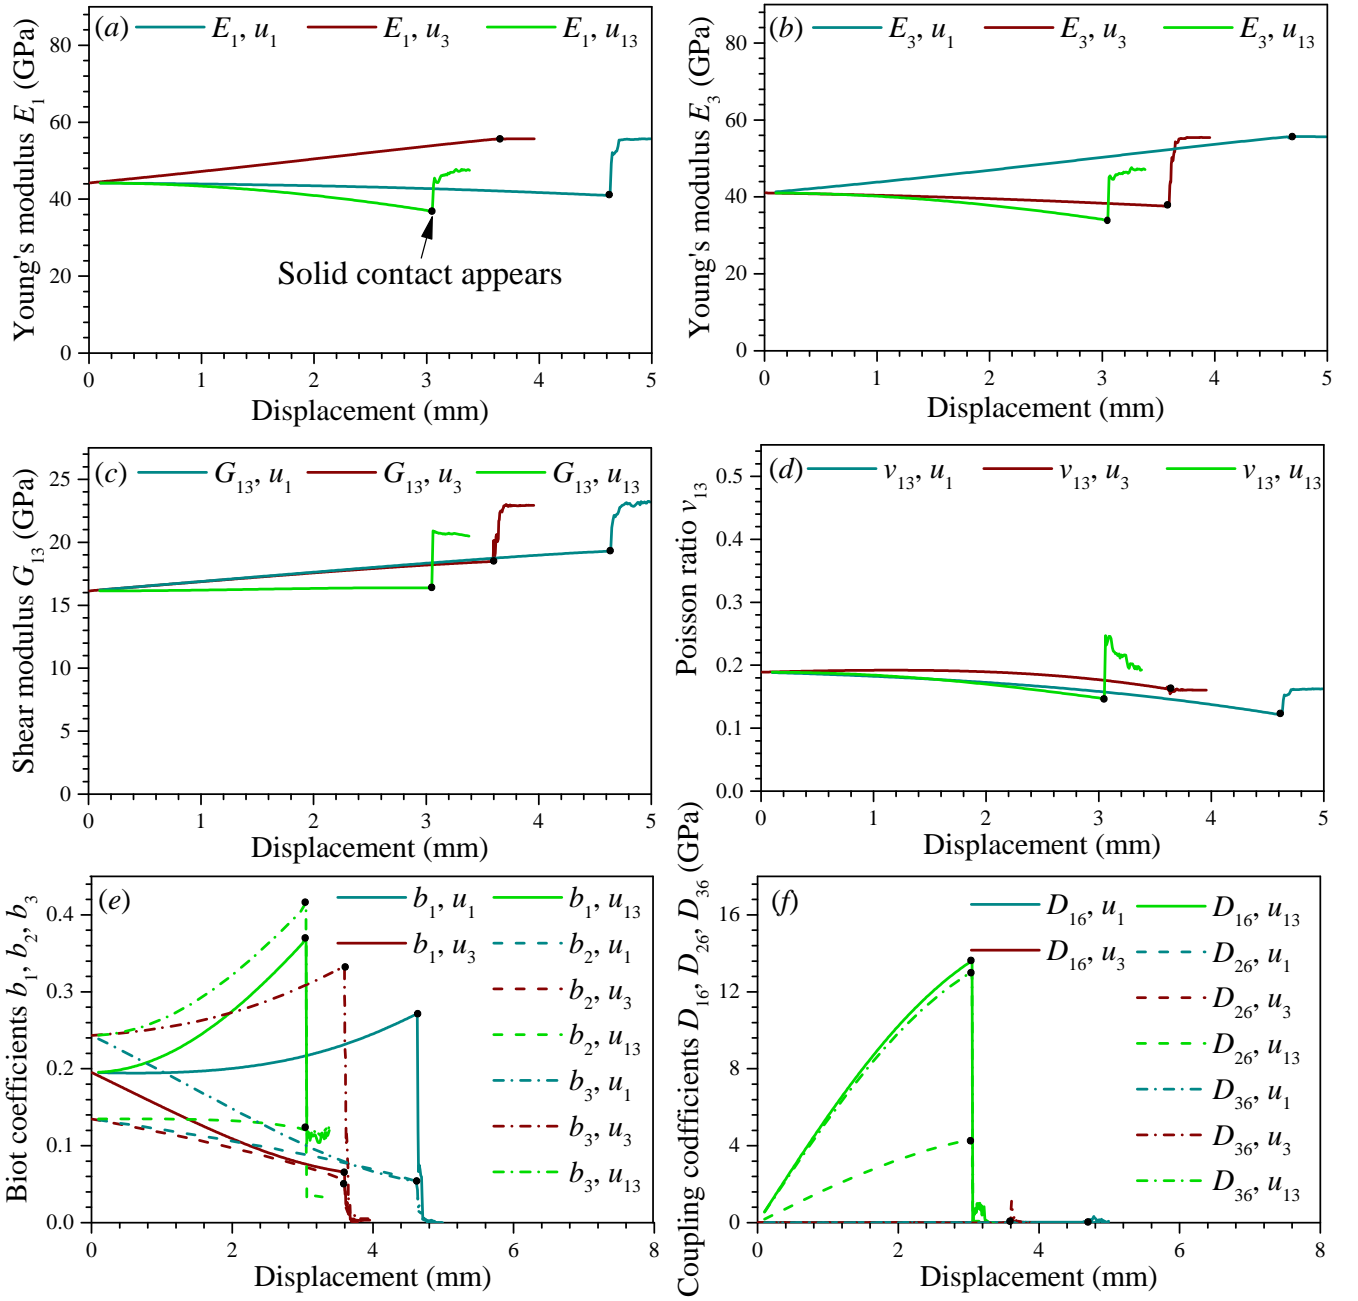 (a) E1, u1 E1, u3 E1, u13
Young's modulus E1 (GPa)
80
60
40
20
0
Solid contact appears
0 1 2 3 4 5
Displacement (mm)
(b) E3, u1 E3, u3 E3, u13
Young's modulus E3 (GPa)
80
60
40
20
0
0 1 2 3 4 5
Displacement (mm)
(c) G13, u1 G13, u3 G13, u13
Shear modulus G13 (GPa)
25
20
15
10
5
0
0 1 2 3 4 5
Displacement (mm)
(d) v13, u1 v13, u3 v13, u13
Poisson ratio v13
0.5
0.4
0.3
0.2
0.1
0.0
0 1 2 3 4 5
Displacement (mm)
(e)
b1, u1
b1, u3
b1, u13
b2, u1
b2, u3
b2, u13
b3, u1
b3, u3
b3, u13
Biot coefficients b1, b2, b3
0.4
0.3
0.2
0.1
0.0
0 2 4 6 8
Displacement (mm)
(f)
D16, u1
D16, u3
D16, u13
D26, u1
D26, u3
D26, u13
D36, u1
D36, u3
D36, u13
Coupling codfficients D16, D26, D36 (GPa)
16
12
8
4
0
0 2 4 6 8
Displacement (mm)